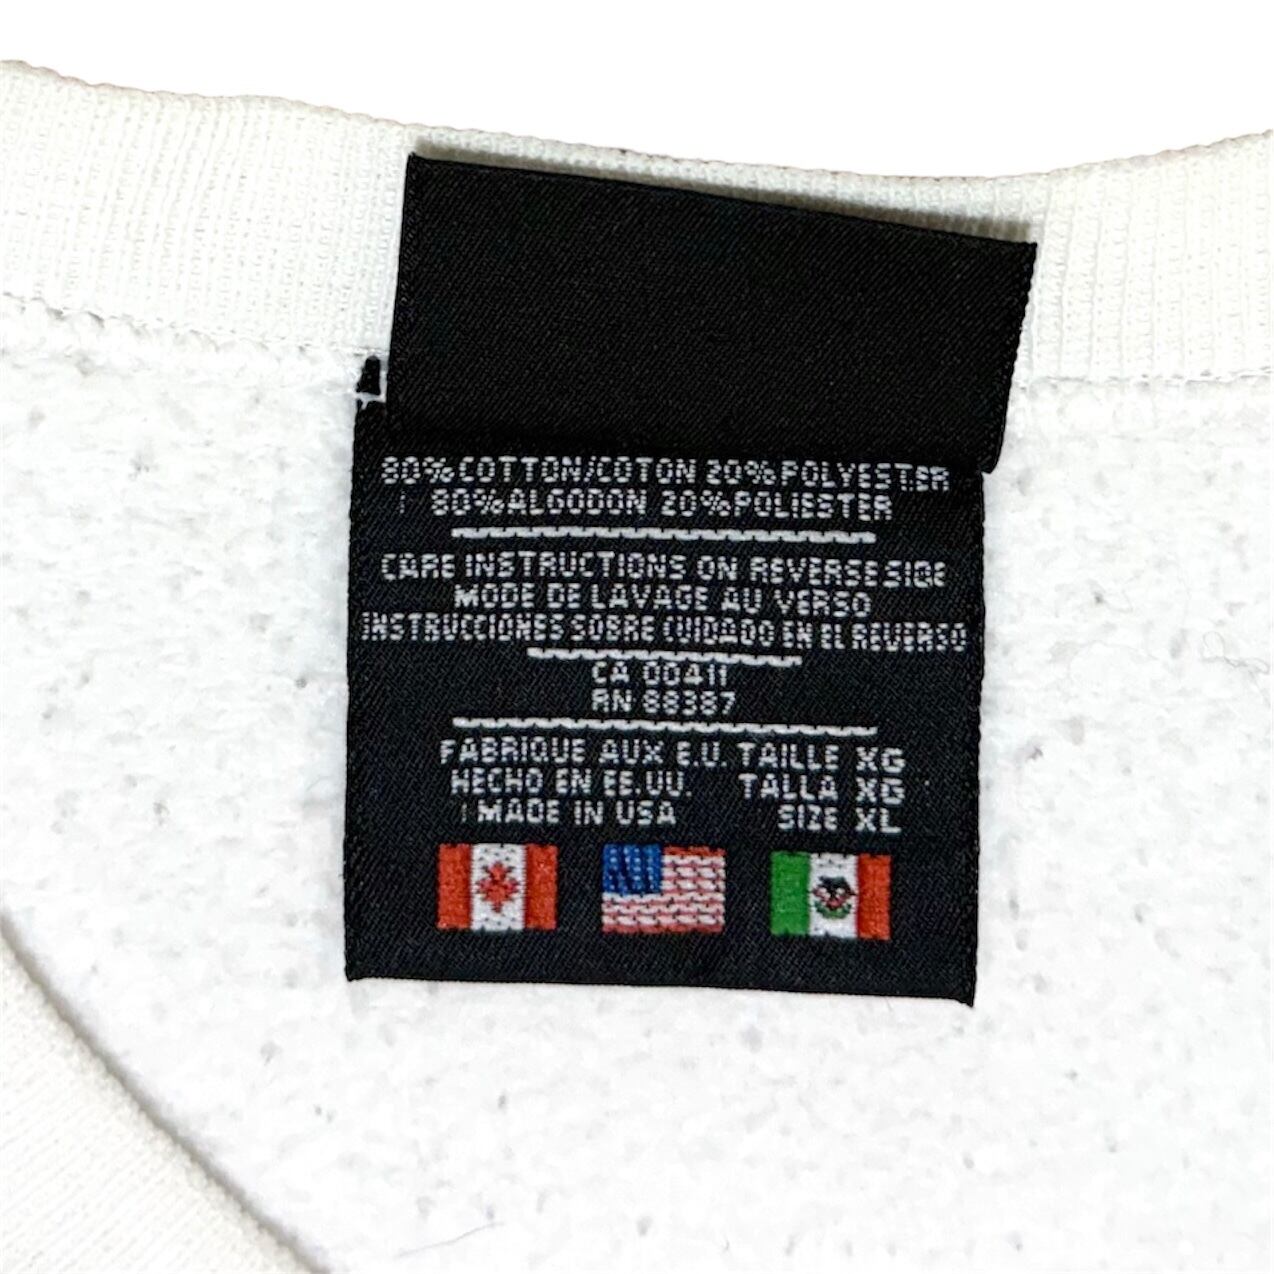 80% COTTON/COTON 20% POLYESTER
80% ALGODON 20% POLIESTER
CARE INSTRUCTIONS ON REVERSE SIDE
MODE DE LAVAGE AU VERSO
INSTRUCCIONES SOBRE CUIDADO EN EL REVERSO
CA 00411
RN 88387
FABRIQUE AUX E.U. TAILLE XG
HECHO EN EE.UU. TALLA XG
MADE IN USA SIZE XL